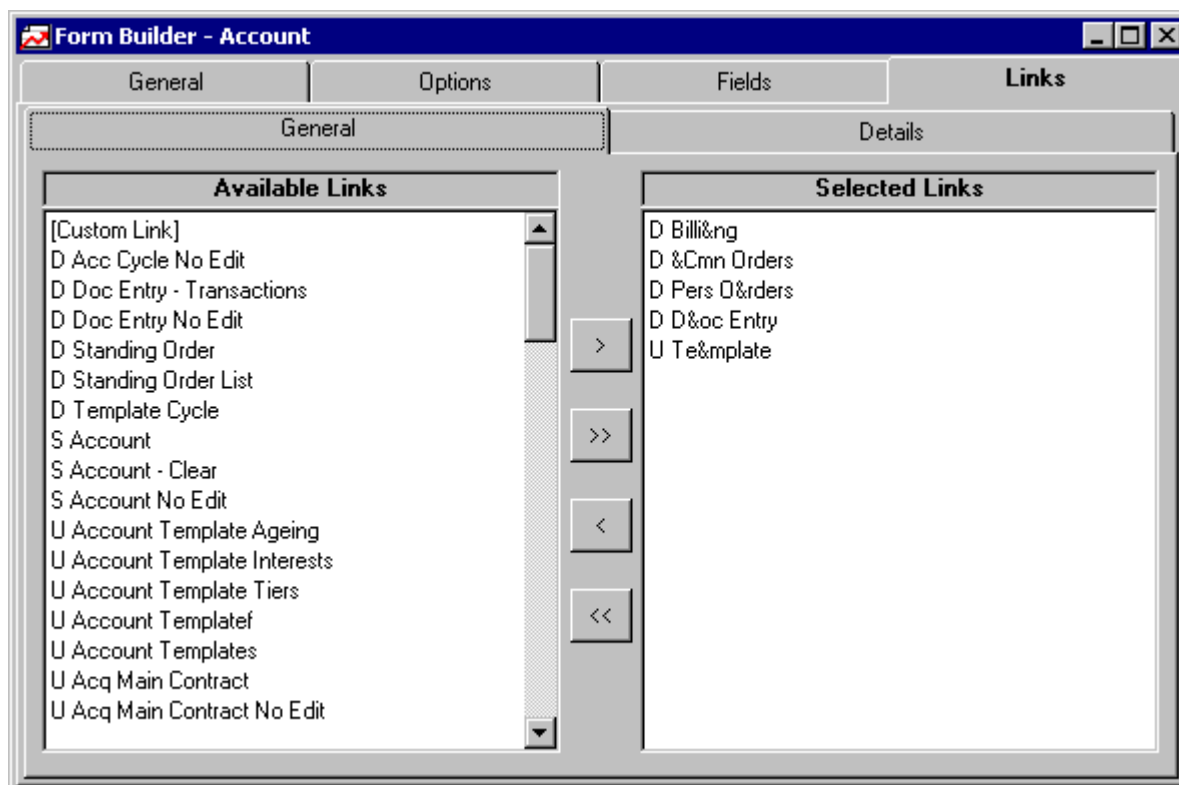 Form Builder - Account
General
Options
Fields
Links
General
Details
Available Links
[Custom Link]
D Acc Cycle No Edit
D Doc Entry - Transactions
D Doc Entry No Edit
D Standing Order
D Standing Order List
D Template Cycle
S Account
S Account - Clear
S Account No Edit
U Account Template Ageing
U Account Template Interests
U Account Template Tiers
U Account Templatef
U Account Templates
U Acq Main Contract
U Acq Main Contract No Edit
>
>>
<
<<
Selected Links
D Billi&ng
D &Cmn Orders
D Pers O&rders
D D&oc Entry
U Te&mplate